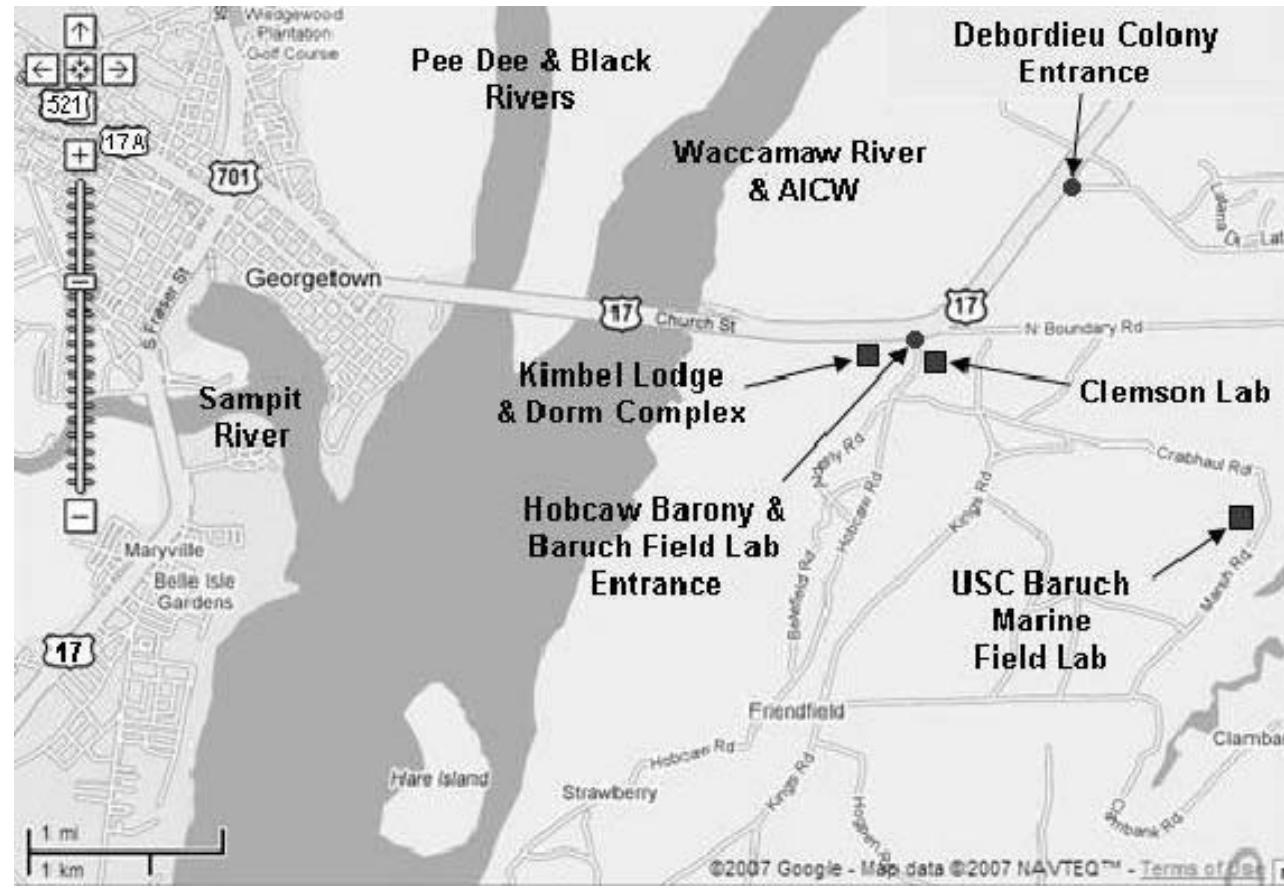 Wedgewood
Plantation
Golf Course
521
17A
701
Pee Dee & Black
Rivers
Debordieu Colony
Entrance
Waccamaw River
& AICW
Georgetown
S Fraser St
17
Church St
17
N Boundary Rd
Kimbel Lodge
& Dorm Complex
Clemson Lab
Sampit
River
Hobcaw Rd
Kings Rd
Crabhaul Rd
Hobcaw Barony &
Baruch Field Lab
Entrance
Bellefield Rd
USC Baruch
Marine
Field Lab
Marsh Rd
Maryville
Belle Isle
Gardens
17
Friendfield
Hobcaw Rd
Strawberry
Kings Rd
Hare Island
1 mi
1 km
©2007 Google - Map data ©2007 NAVTEQ™ - Terms of Use